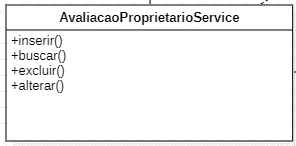 AvaliacaoProprietarioService
+inserir()
+buscar()
+excluir()
+alterar()